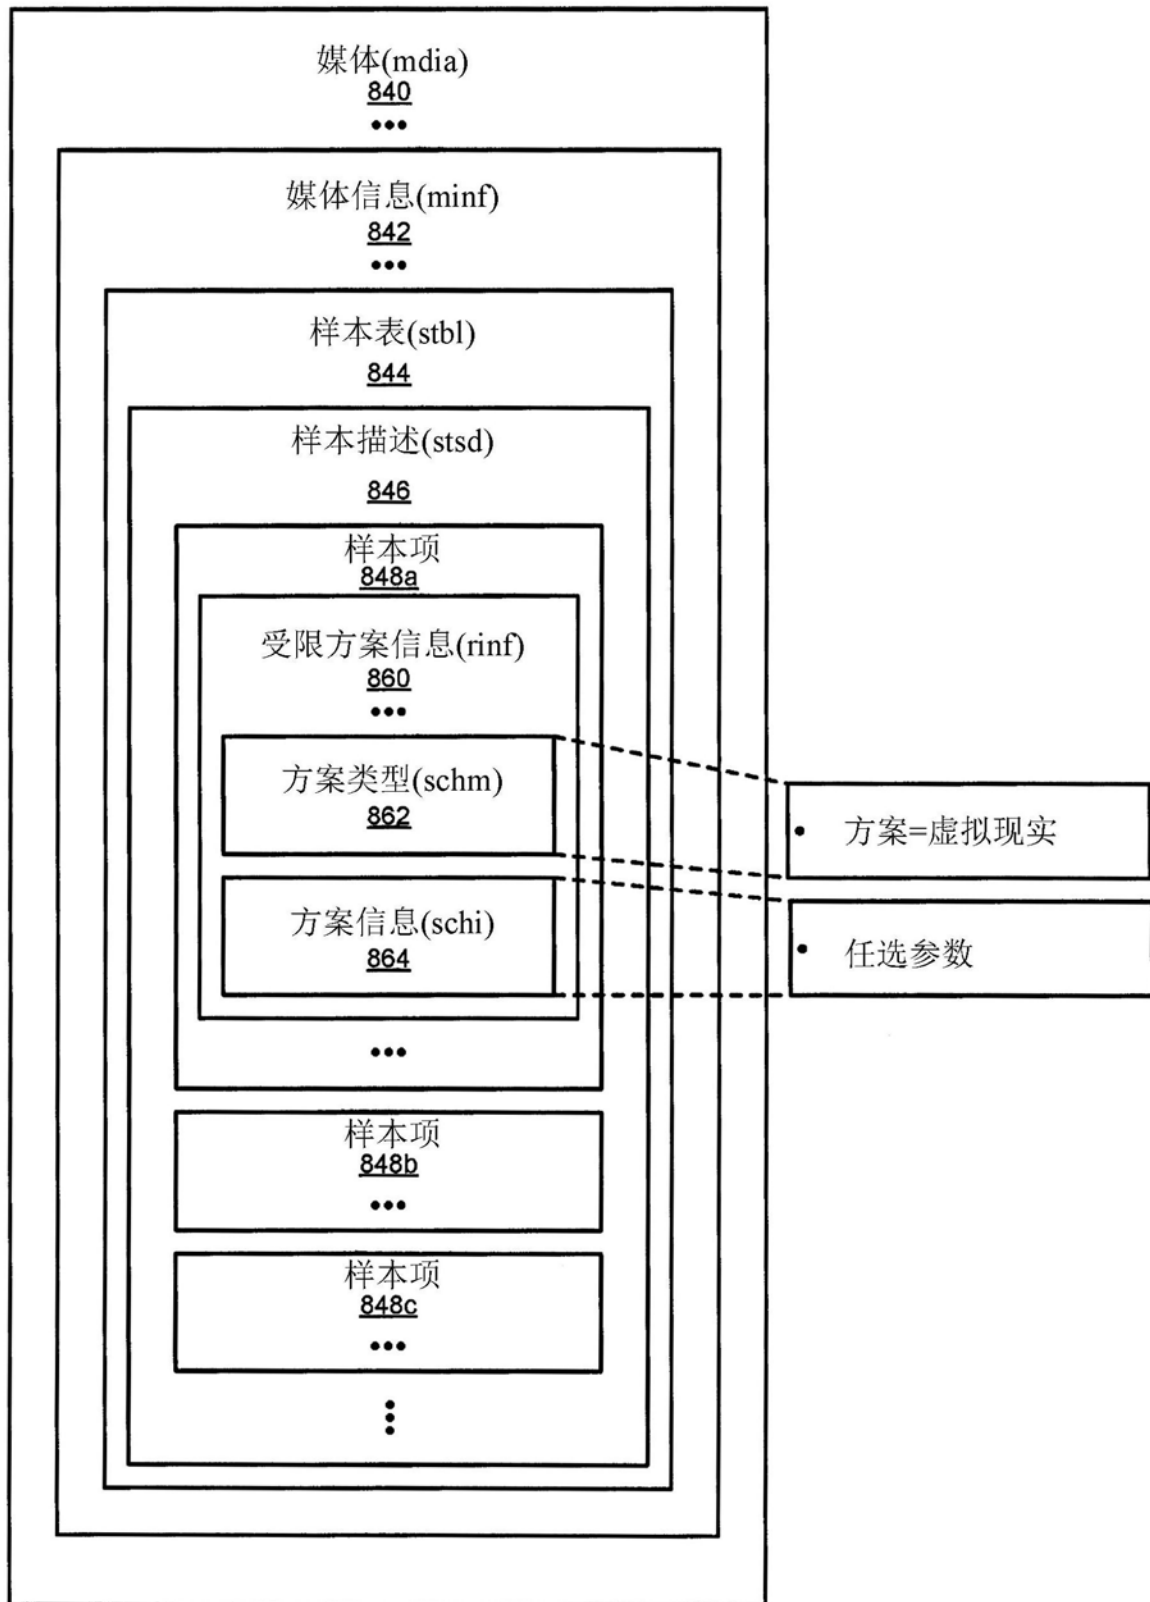 媒体(mdia)
840
•••
媒体信息(minf)
842
•••
样本表(stbl)
844
样本描述(stsd)
846
样本项
848a
受限方案信息(rinf)
860
•••
方案类型(schm)
862
• 方案=虚拟现实
方案信息(schi)
864
• 任选参数
•••
样本项
848b
•••
样本项
848c
•••